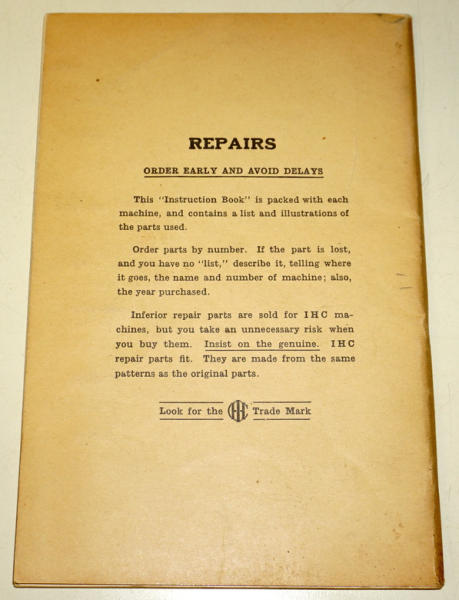 REPAIRS
ORDER EARLY AND AVOID DELAYS
This "Instruction Book" is packed with each
machine, and contains a list and illustrations of
the parts used.
Order parts by number. If the part is lost,
and you have no "list," describe it, telling where
it goes, the name and number of machine; also,
the year purchased.
Inferior repair parts are sold for IHC ma-
chines, but you take an unnecessary risk when
you buy them. Insist on the genuine. IHC
repair parts fit. They are made from the same
patterns as the original parts.
Look for the IHC Trade Mark